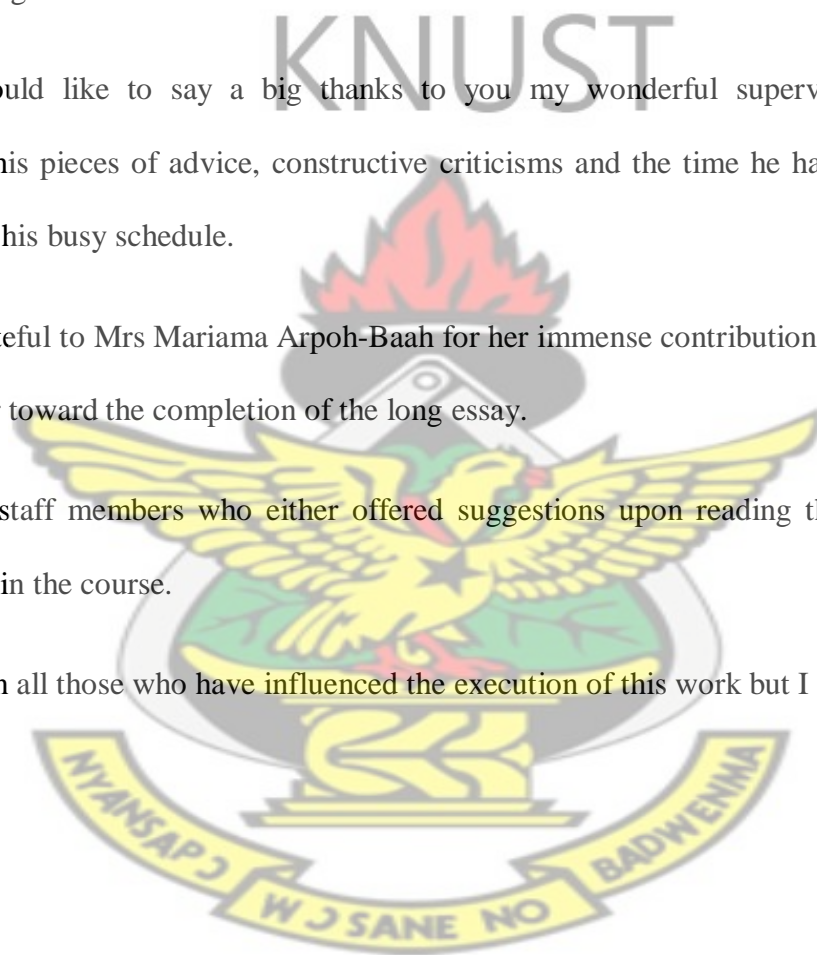 KNUST
ould like to say a big thanks to you my wonderful superv
his pieces of advice, constructive criticisms and the time he ha
his busy schedule.
teful to Mrs Mariama Arpoh-Baah for her immense contribution
toward the completion of the long essay.
staff members who either offered suggestions upon reading th
in the course.
all those who have influenced the execution of this work but I
NYANSAPƆ WƆSANE NO BADWENMA